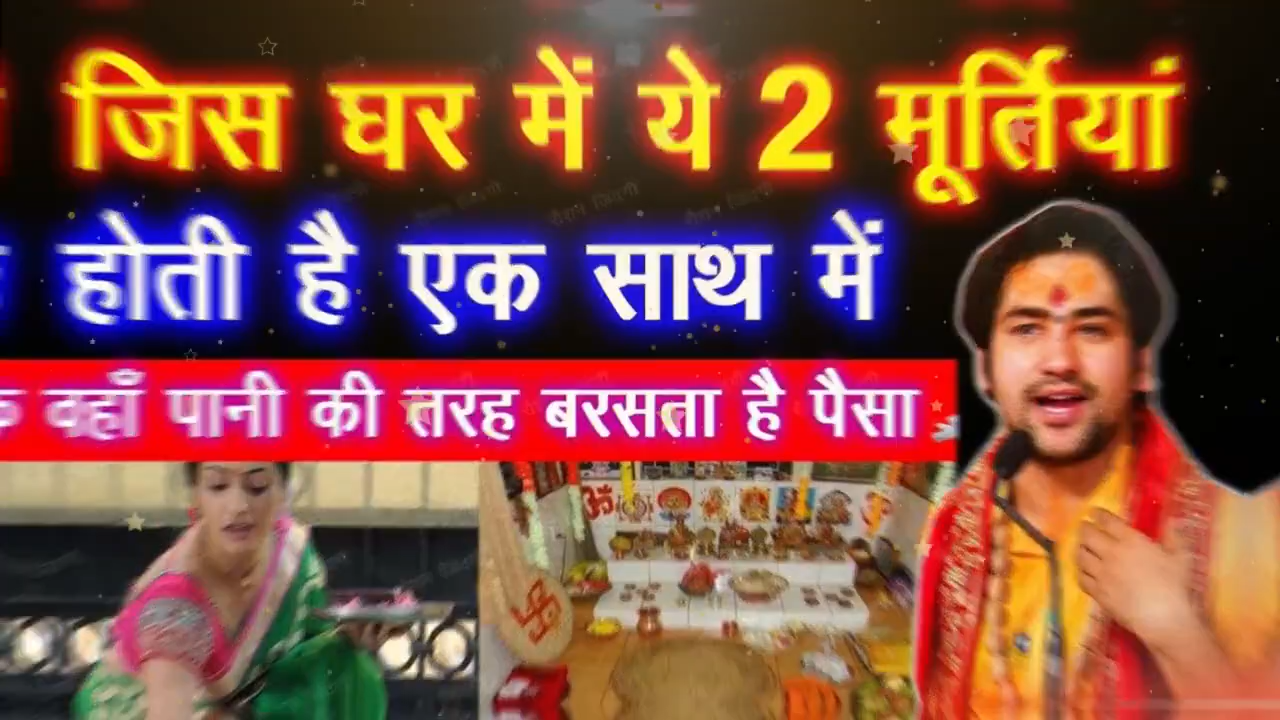 जिस घर में ये 2 मूर्तियां
होती है एक साथ में
वहाँ पानी की तरह बरसता है पैसा
ॐ